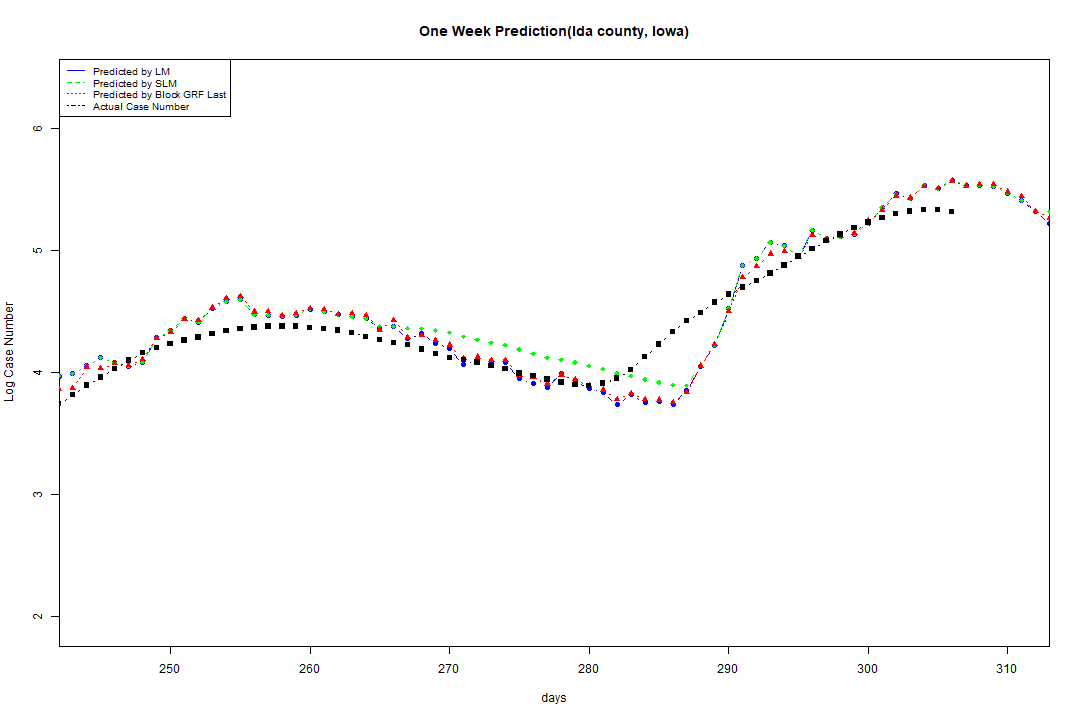 One Week Prediction(Ida county, Iowa)
Predicted by LM
Predicted by SLM
Predicted by Block GRF Last
Actual Case Number
6
5
4
3
2
Log Case Number
250 260 270 280 290 300 310
days